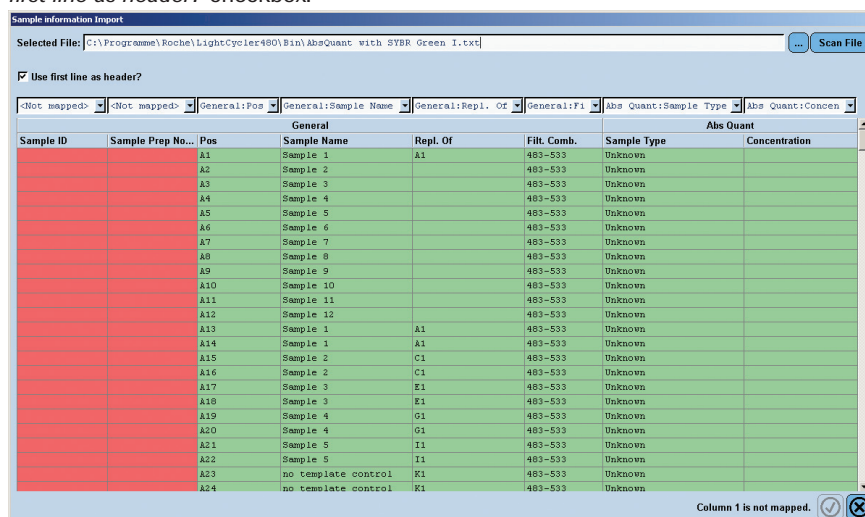 first line as header? checkbox.
Sample information Import
Selected File: C:\Programme\Roche\LightCycler480\Bin\AbsQuant with SYBR Green I.txt ... Scan File
Use first line as header?
<Not mapped> <Not mapped> General:Pos General:Sample Name General:Repl. Of General:Fi Abs Quant:Sample Type Abs Quant:Concen
General Abs Quant
Sample ID Sample Prep No... Pos Sample Name Repl. Of Filt. Comb. Sample Type Concentration
A1 Sample 1 A1 483-533 Unknown
A2 Sample 2 483-533 Unknown
A3 Sample 3 483-533 Unknown
A4 Sample 4 483-533 Unknown
A5 Sample 5 483-533 Unknown
A6 Sample 6 483-533 Unknown
A7 Sample 7 483-533 Unknown
A8 Sample 8 483-533 Unknown
A9 Sample 9 483-533 Unknown
A10 Sample 10 483-533 Unknown
A11 Sample 11 483-533 Unknown
A12 Sample 12 483-533 Unknown
A13 Sample 1 A1 483-533 Unknown
A14 Sample 1 A1 483-533 Unknown
A15 Sample 2 C1 483-533 Unknown
A16 Sample 2 C1 483-533 Unknown
A17 Sample 3 E1 483-533 Unknown
A18 Sample 3 E1 483-533 Unknown
A19 Sample 4 G1 483-533 Unknown
A20 Sample 4 G1 483-533 Unknown
A21 Sample 5 I1 483-533 Unknown
A22 Sample 5 I1 483-533 Unknown
A23 no template control K1 483-533 Unknown
A24 no template control K1 483-533 Unknown
Column 1 is not mapped.